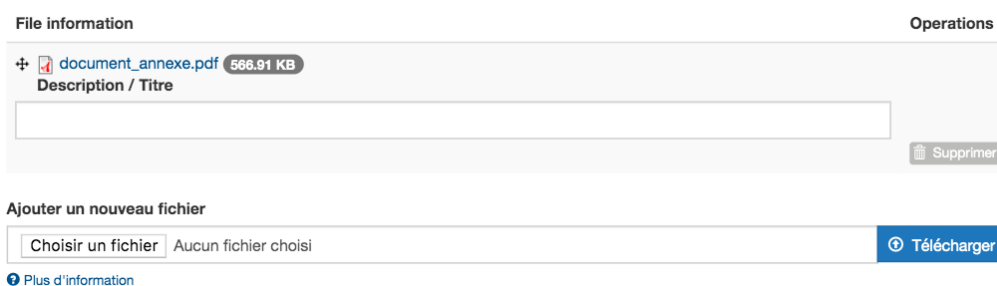 File information Operations
document_annexe.pdf 566.91 KB
Description / Titre
Supprimer
Ajouter un nouveau fichier
Choisir un fichier Aucun fichier choisi Télécharger
Plus d'information